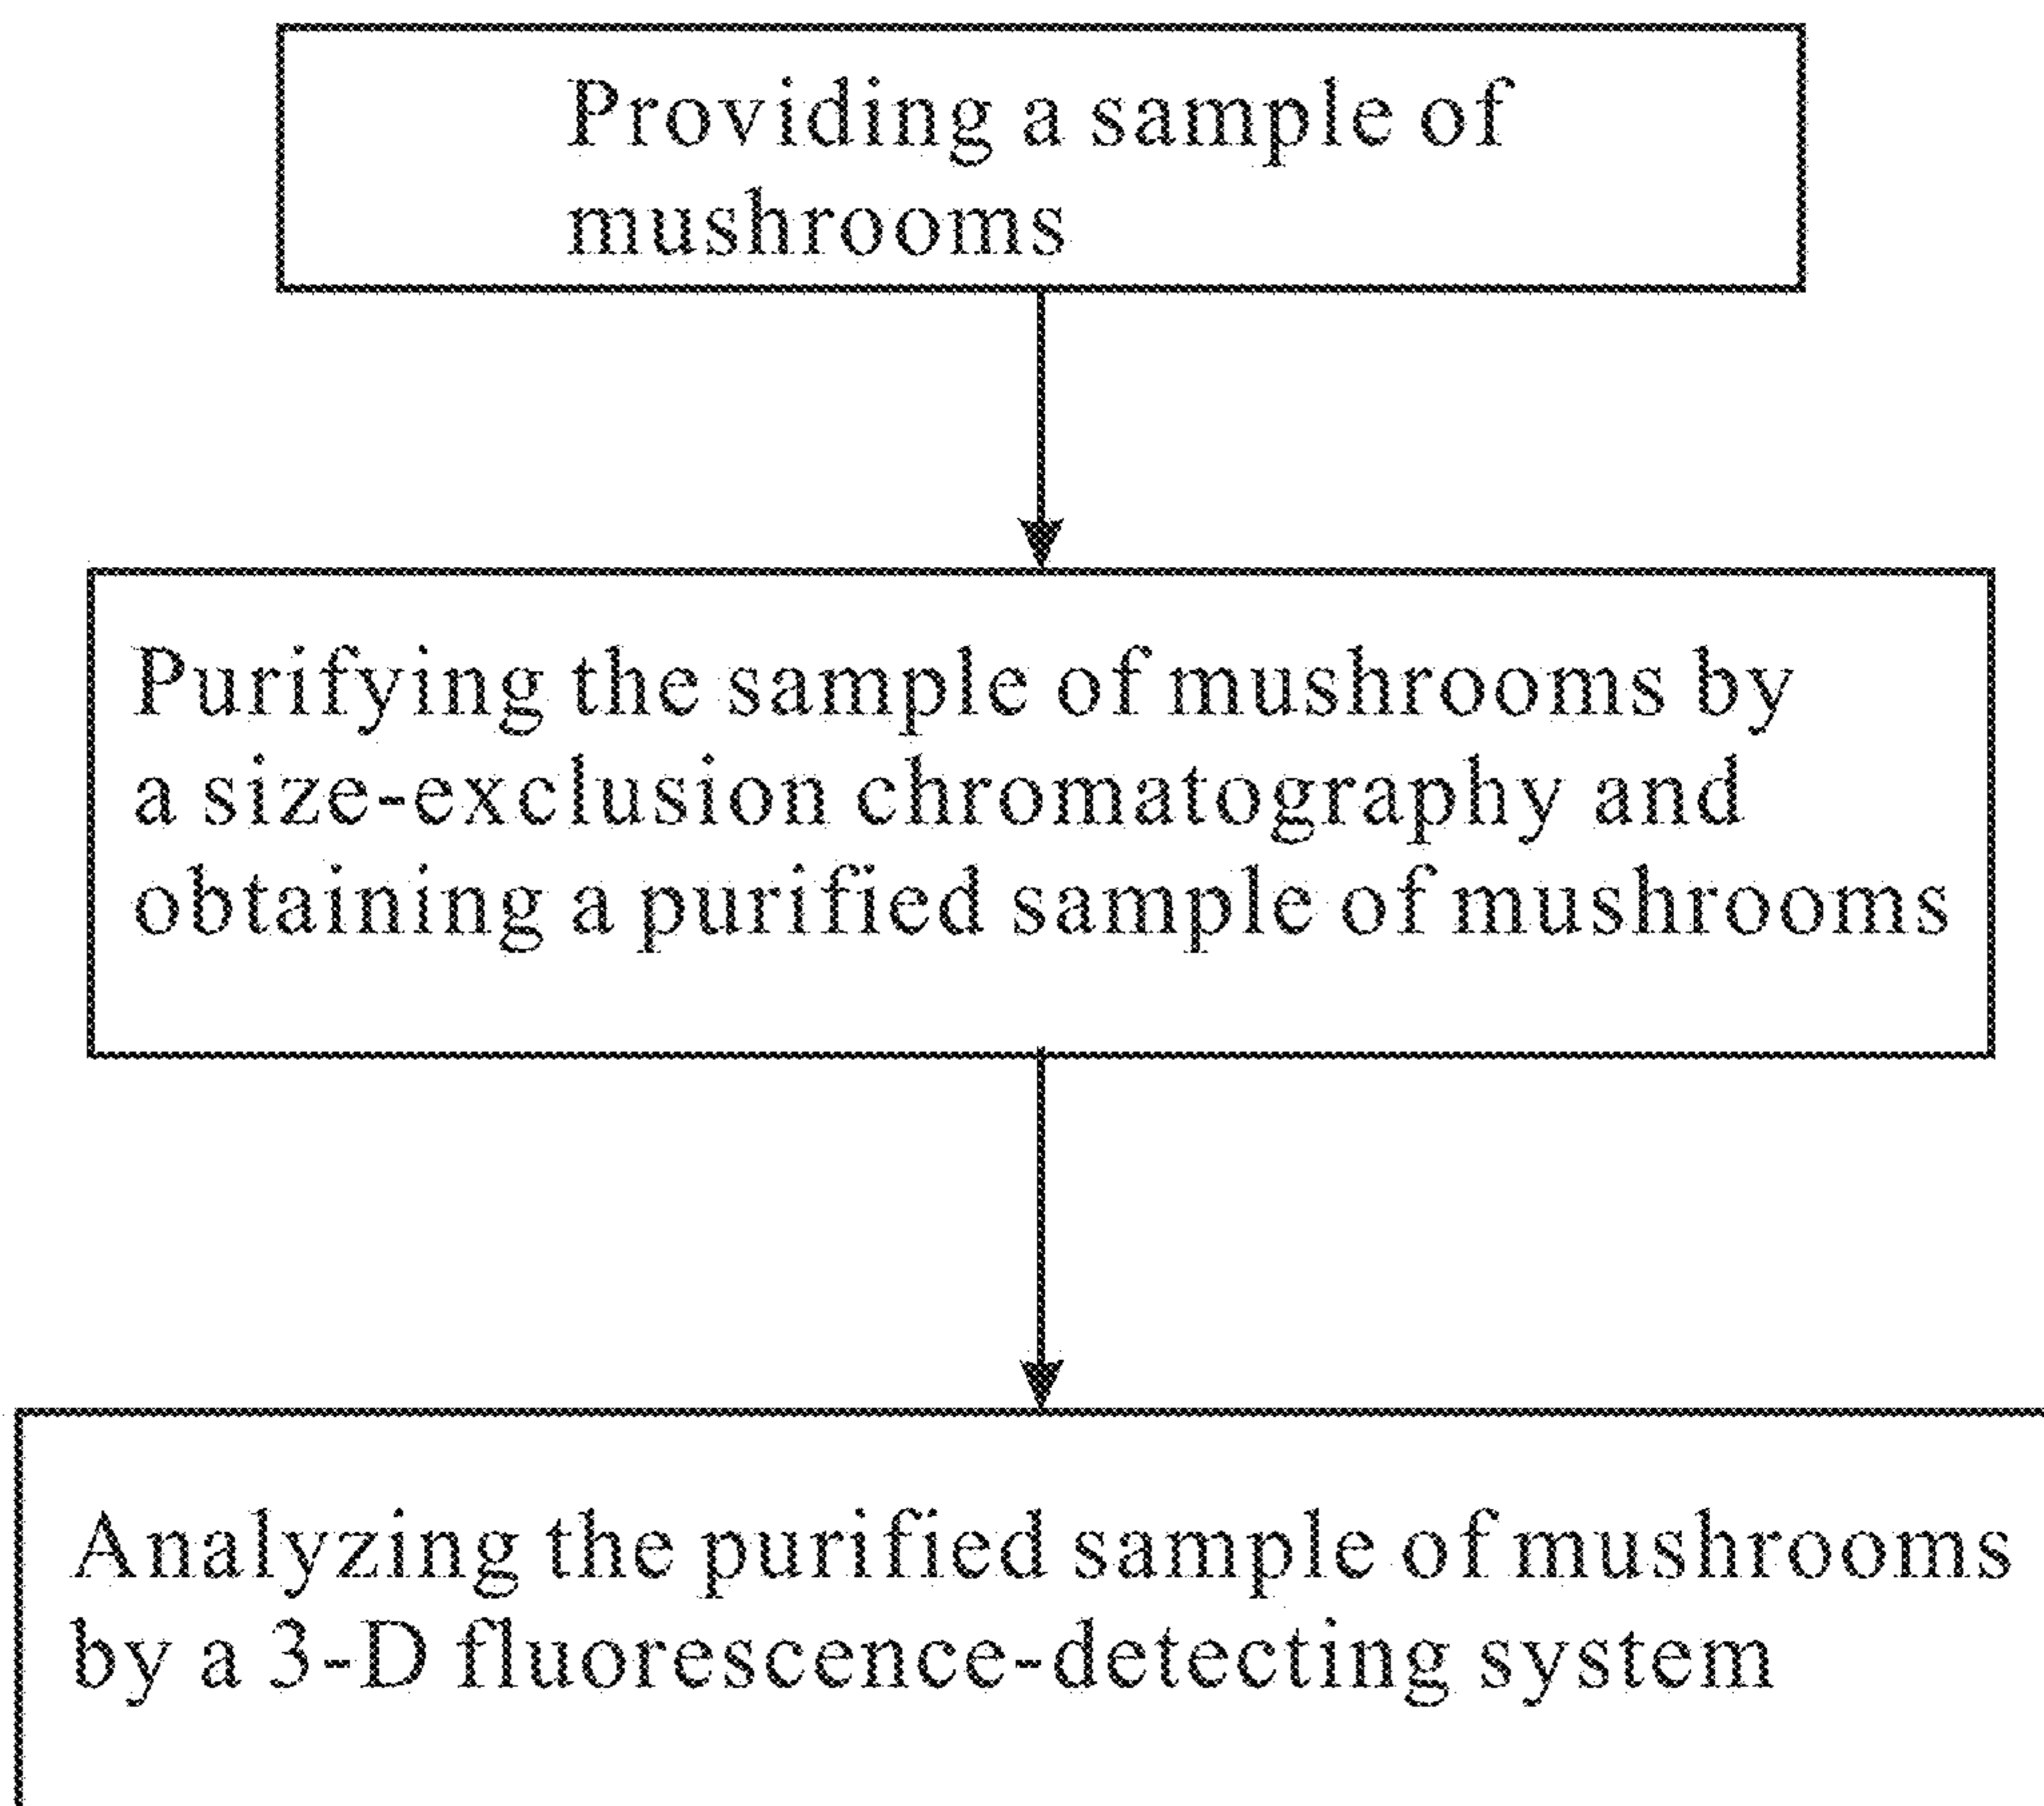 Providing a sample of
mushrooms
Purifying the sample of mushrooms by
a size-exclusion chromatography and
obtaining a purified sample of mushrooms
Analyzing the purified sample of mushrooms
by a 3-D fluorescence-detecting system